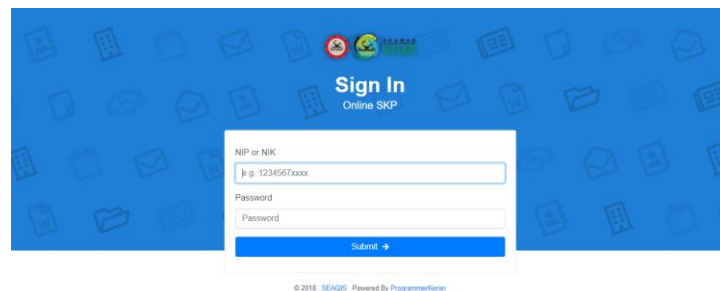 Sign In
Online SKP
NIP or NIK
e.g. 1234567xxxx
Password
Password
Submit →
© 2018 SEAQIS Powered By ProgrammerKeren